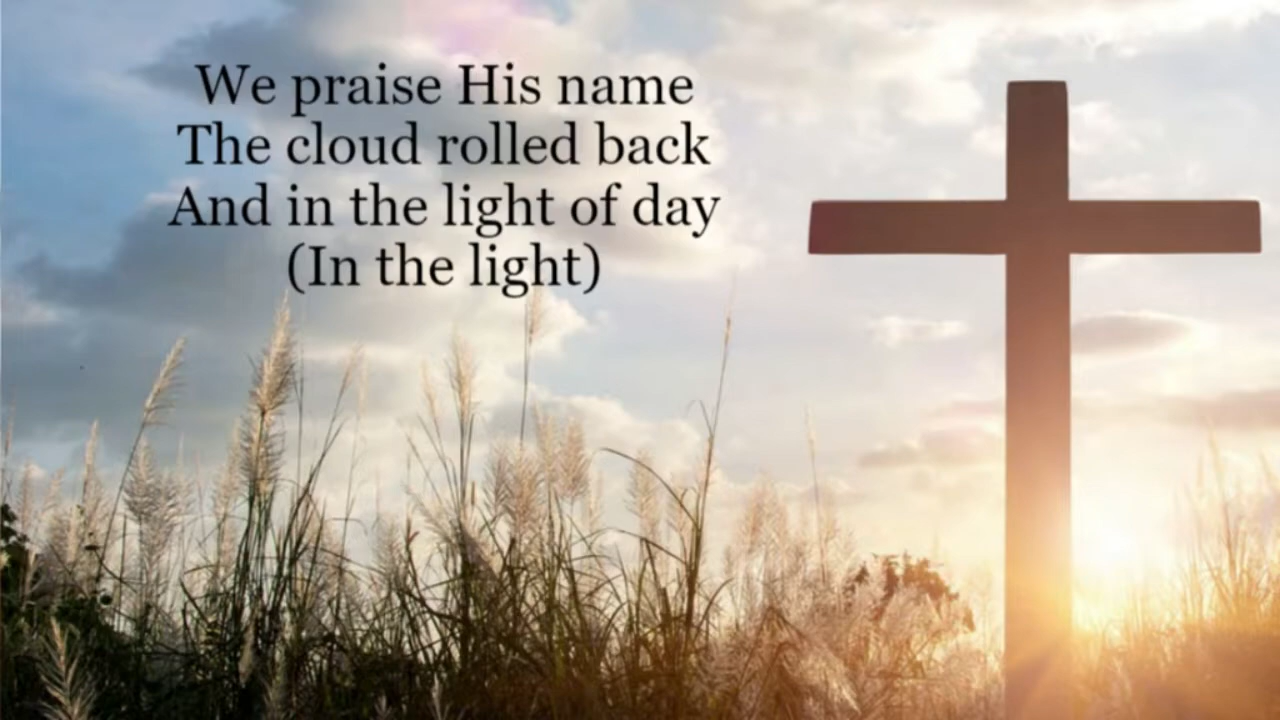 We praise His name
The cloud rolled back
And in the light of day
(In the light)